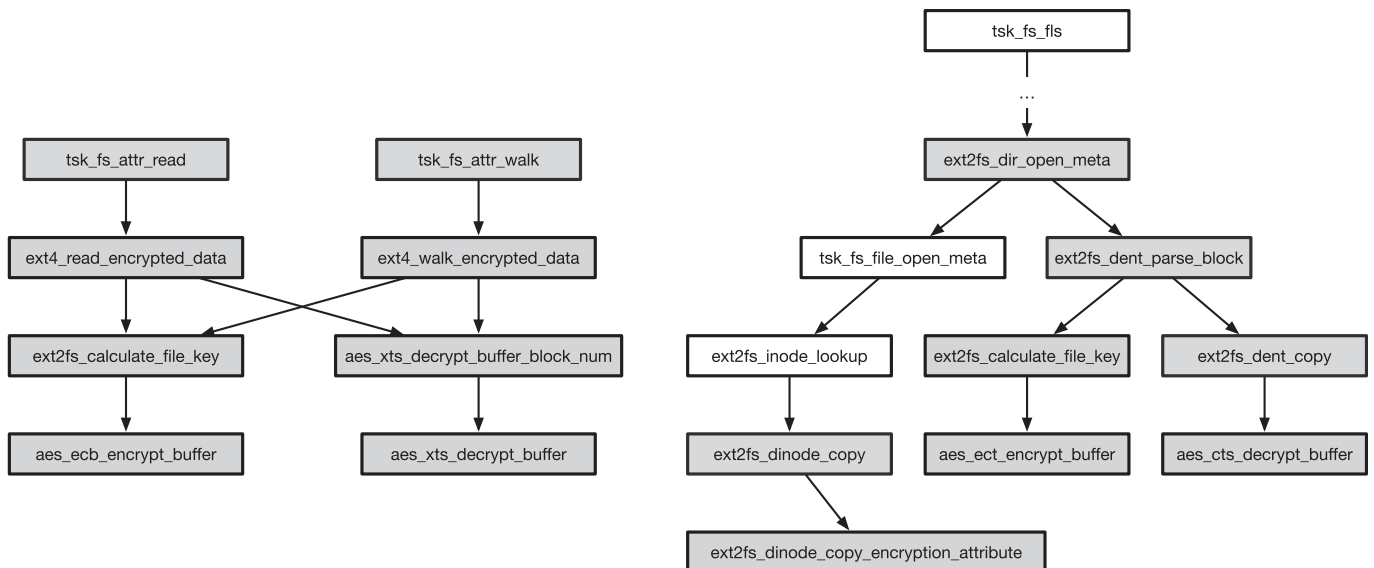 tsk_fs_fls
...
tsk_fs_attr_read
tsk_fs_attr_walk
ext2fs_dir_open_meta
ext4_read_encrypted_data
ext4_walk_encrypted_data
tsk_fs_file_open_meta
ext2fs_dent_parse_block
ext2fs_calculate_file_key
aes_xts_decrypt_buffer_block_num
ext2fs_inode_lookup
ext2fs_calculate_file_key
ext2fs_dent_copy
aes_ecb_encrypt_buffer
aes_xts_decrypt_buffer
ext2fs_dinode_copy
aes_ect_encrypt_buffer
aes_cts_decrypt_buffer
ext2fs_dinode_copy_encryption_attribute